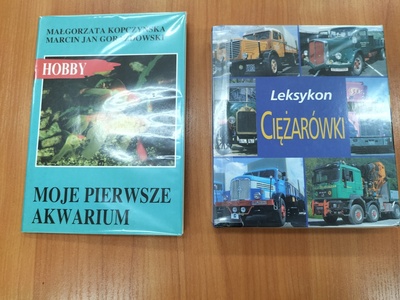 MAŁGORZATA KOPCZYŃSKA
MARCIN JAN GORAZDOWSKI
HOBBY
MOJE PIERWSZE
AKWARIUM
Leksykon
CIĘŻARÓWKI